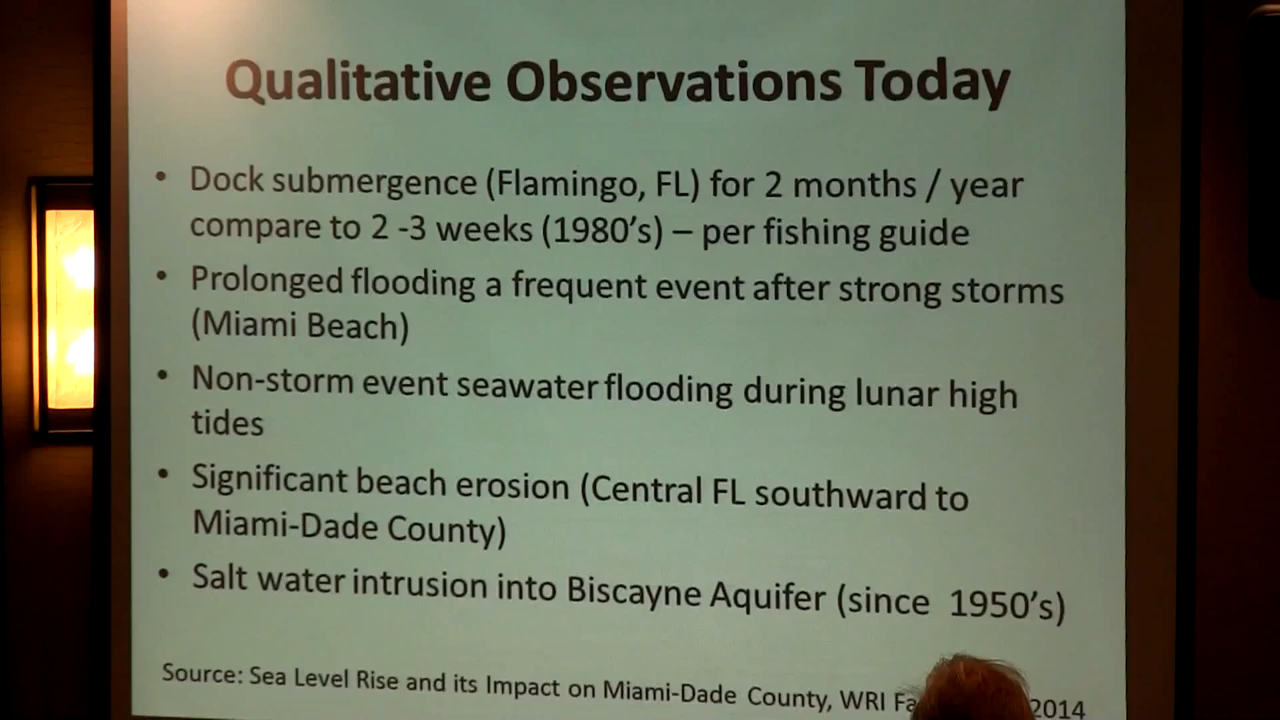 Qualitative Observations Today
• Dock submergence (Flamingo, FL) for 2 months / year
compare to 2 -3 weeks (1980’s) – per fishing guide
• Prolonged flooding a frequent event after strong storms
(Miami Beach)
• Non-storm event seawater flooding during lunar high
tides
• Significant beach erosion (Central FL southward to
Miami-Dade County)
• Salt water intrusion into Biscayne Aquifer (since 1950’s)
Source: Sea Level Rise and its Impact on Miami-Dade County, WRI 2014